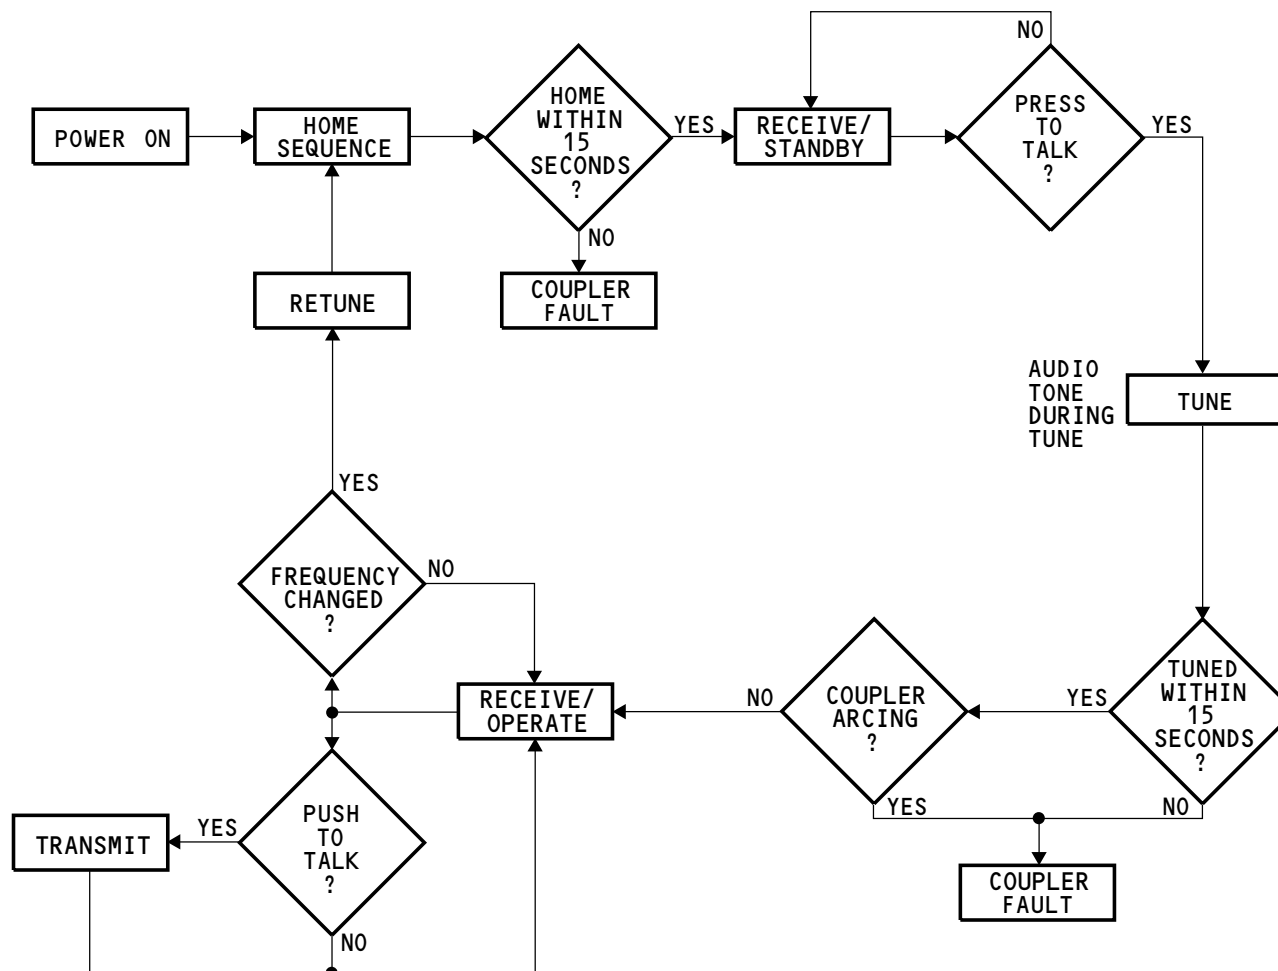 NO
POWER ON
HOME
SEQUENCE
HOME
WITHIN
15
SECONDS
?
YES
NO
RECEIVE/
STANDBY
PRESS
TO
TALK
?
YES
RETUNE
COUPLER
FAULT
AUDIO
TONE
DURING
TUNE
TUNE
YES
FREQUENCY
CHANGED
?
NO
RECEIVE/
OPERATE
NO
COUPLER
ARCING
?
YES
YES
TUNED
WITHIN
15
SECONDS
?
NO
TRANSMIT
YES
PUSH
TO
TALK
?
NO
COUPLER
FAULT